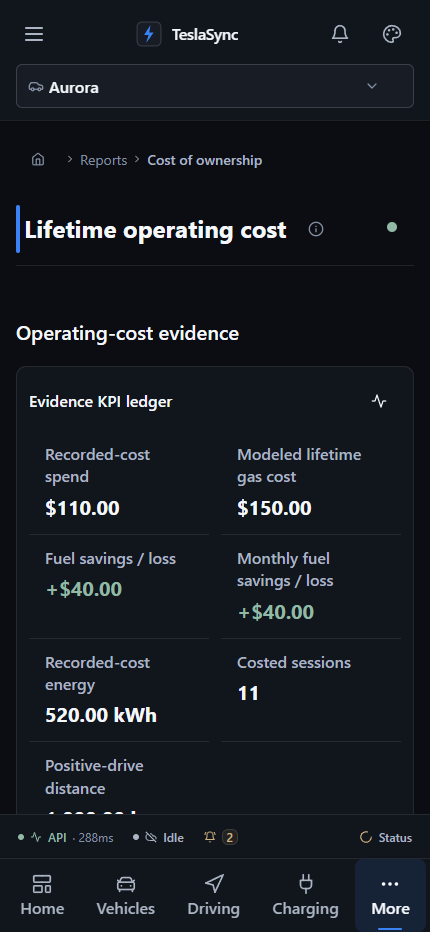 TeslaSync
Aurora
Reports
Cost of ownership
Lifetime operating cost
Operating-cost evidence
Evidence KPI ledger
Recorded-cost
spend
$110.00
Modeled lifetime
gas cost
$150.00
Fuel savings / loss
+$40.00
Monthly fuel
savings / loss
+$40.00
Recorded-cost
energy
520.00 kWh
Costed sessions
11
Positive-drive
distance
API · 288ms
Idle
2
Status
Home
Vehicles
Driving
Charging
More